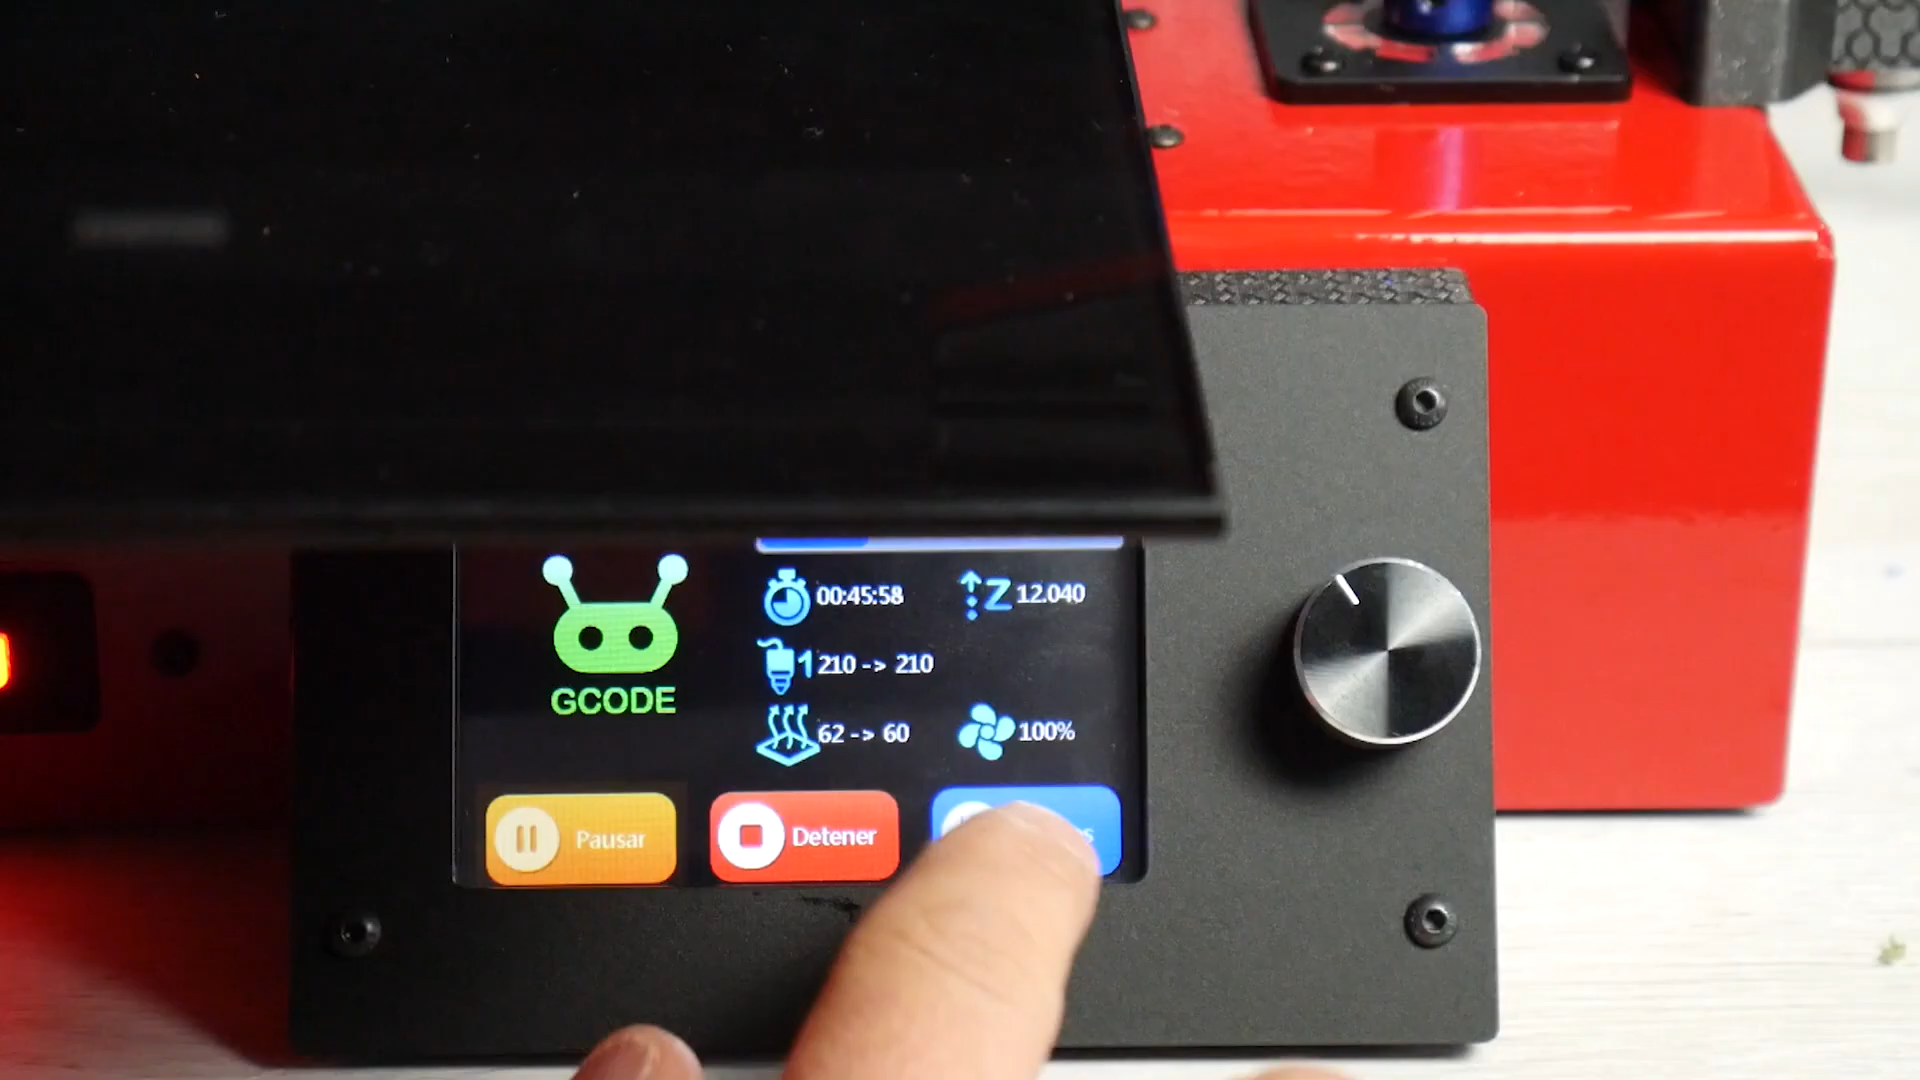 00:45:58
Z 12.040
1 210 -> 210
GCODE
62 -> 60
100%
Pausar
Detener